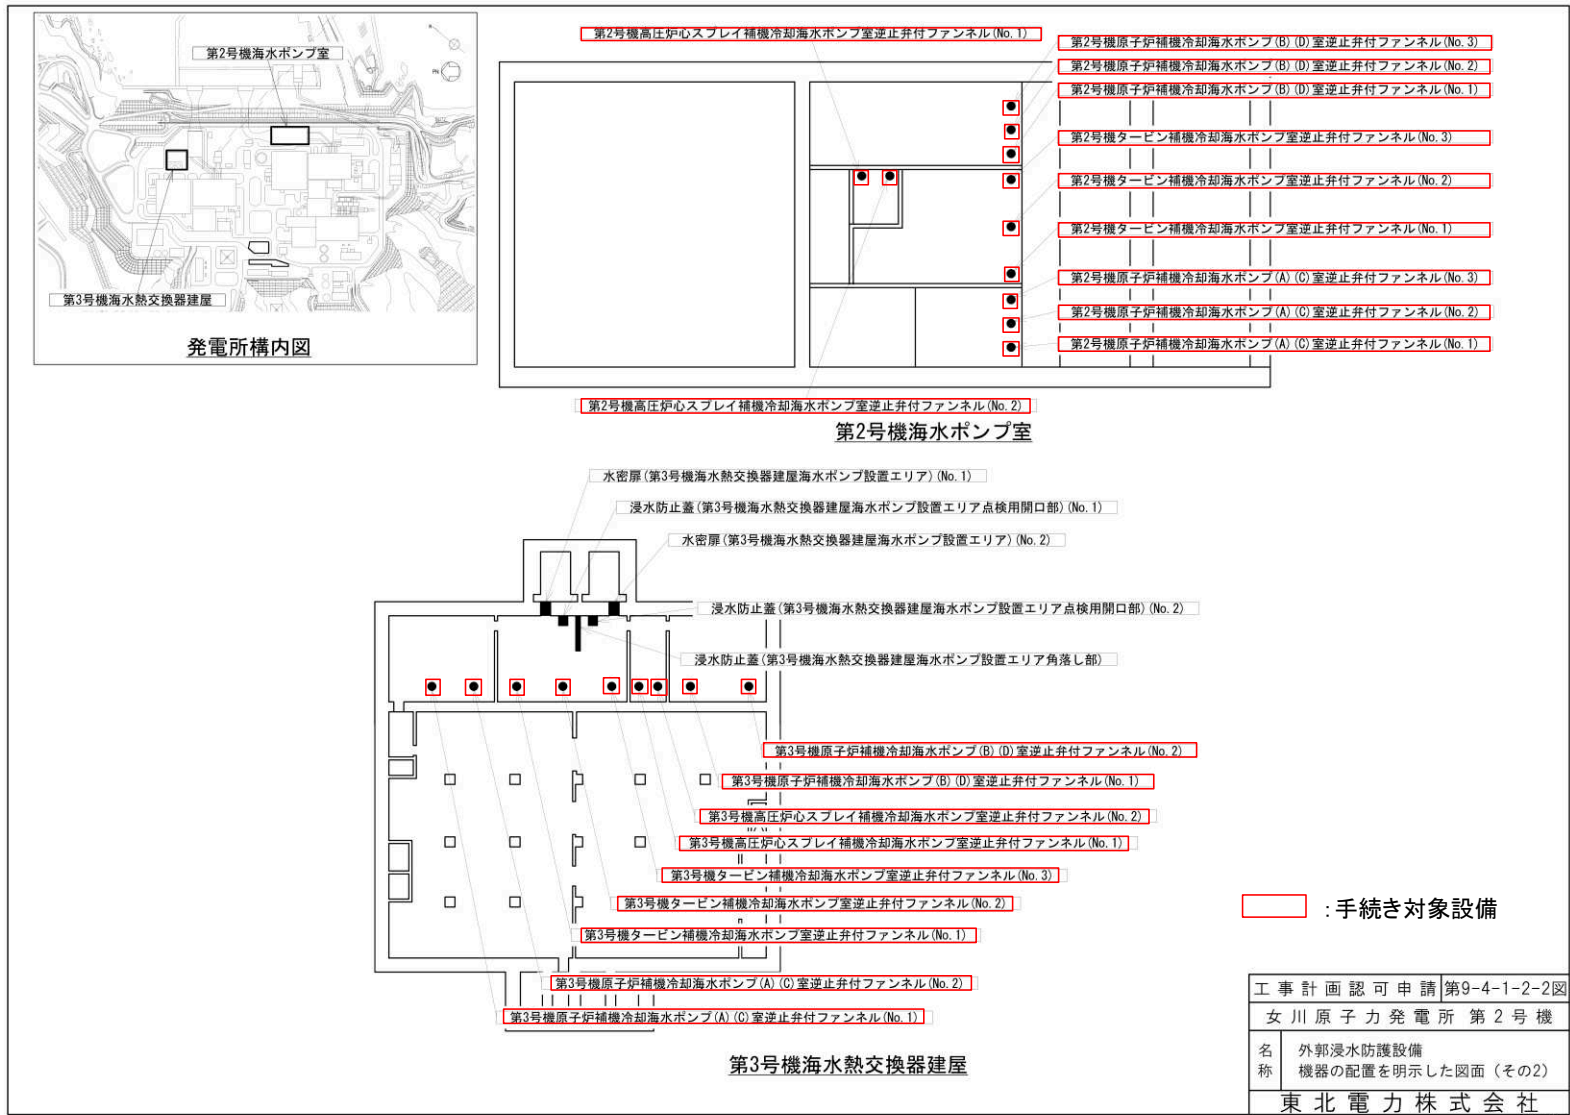 第2号機海水ポンプ室
第3号機海水熱交換器建屋
発電所構内図
第2号機高圧炉心スプレイ補機冷却海水ポンプ室逆止弁付ファンネル(No.1)
第2号機原子炉補機冷却海水ポンプ(B)(D)室逆止弁付ファンネル(No.3)
第2号機原子炉補機冷却海水ポンプ(B)(D)室逆止弁付ファンネル(No.2)
第2号機原子炉補機冷却海水ポンプ(B)(D)室逆止弁付ファンネル(No.1)
第2号機タービン補機冷却海水ポンプ室逆止弁付ファンネル(No.3)
第2号機タービン補機冷却海水ポンプ室逆止弁付ファンネル(No.2)
第2号機タービン補機冷却海水ポンプ室逆止弁付ファンネル(No.1)
第2号機原子炉補機冷却海水ポンプ(A)(C)室逆止弁付ファンネル(No.3)
第2号機原子炉補機冷却海水ポンプ(A)(C)室逆止弁付ファンネル(No.2)
第2号機原子炉補機冷却海水ポンプ(A)(C)室逆止弁付ファンネル(No.1)
第2号機高圧炉心スプレイ補機冷却海水ポンプ室逆止弁付ファンネル(No.2)
第2号機海水ポンプ室
水密扉(第3号機海水熱交換器建屋海水ポンプ設置エリア)(No.1)
浸水防止蓋(第3号機海水熱交換器建屋海水ポンプ設置エリア点検用開口部)(No.1)
水密扉(第3号機海水熱交換器建屋海水ポンプ設置エリア)(No.2)
浸水防止蓋(第3号機海水熱交換器建屋海水ポンプ設置エリア点検用開口部)(No.2)
浸水防止蓋(第3号機海水熱交換器建屋海水ポンプ設置エリア角落し部)
第3号機原子炉補機冷却海水ポンプ(B)(D)室逆止弁付ファンネル(No.2)
第3号機原子炉補機冷却海水ポンプ(B)(D)室逆止弁付ファンネル(No.1)
第3号機高圧炉心スプレイ補機冷却海水ポンプ室逆止弁付ファンネル(No.2)
第3号機高圧炉心スプレイ補機冷却海水ポンプ室逆止弁付ファンネル(No.1)
第3号機タービン補機冷却海水ポンプ室逆止弁付ファンネル(No.3)
第3号機タービン補機冷却海水ポンプ室逆止弁付ファンネル(No.2)
第3号機タービン補機冷却海水ポンプ室逆止弁付ファンネル(No.1)
第3号機原子炉補機冷却海水ポンプ(A)(C)室逆止弁付ファンネル(No.2)
第3号機原子炉補機冷却海水ポンプ(A)(C)室逆止弁付ファンネル(No.1)
第3号機海水熱交換器建屋
:手続き対象設備
工事計画認可申請 第9-4-1-2-2図
女川原子力発電所 第2号機
名称 外郭浸水防護設備
機器の配置を明示した図面(その2)
東北電力株式会社